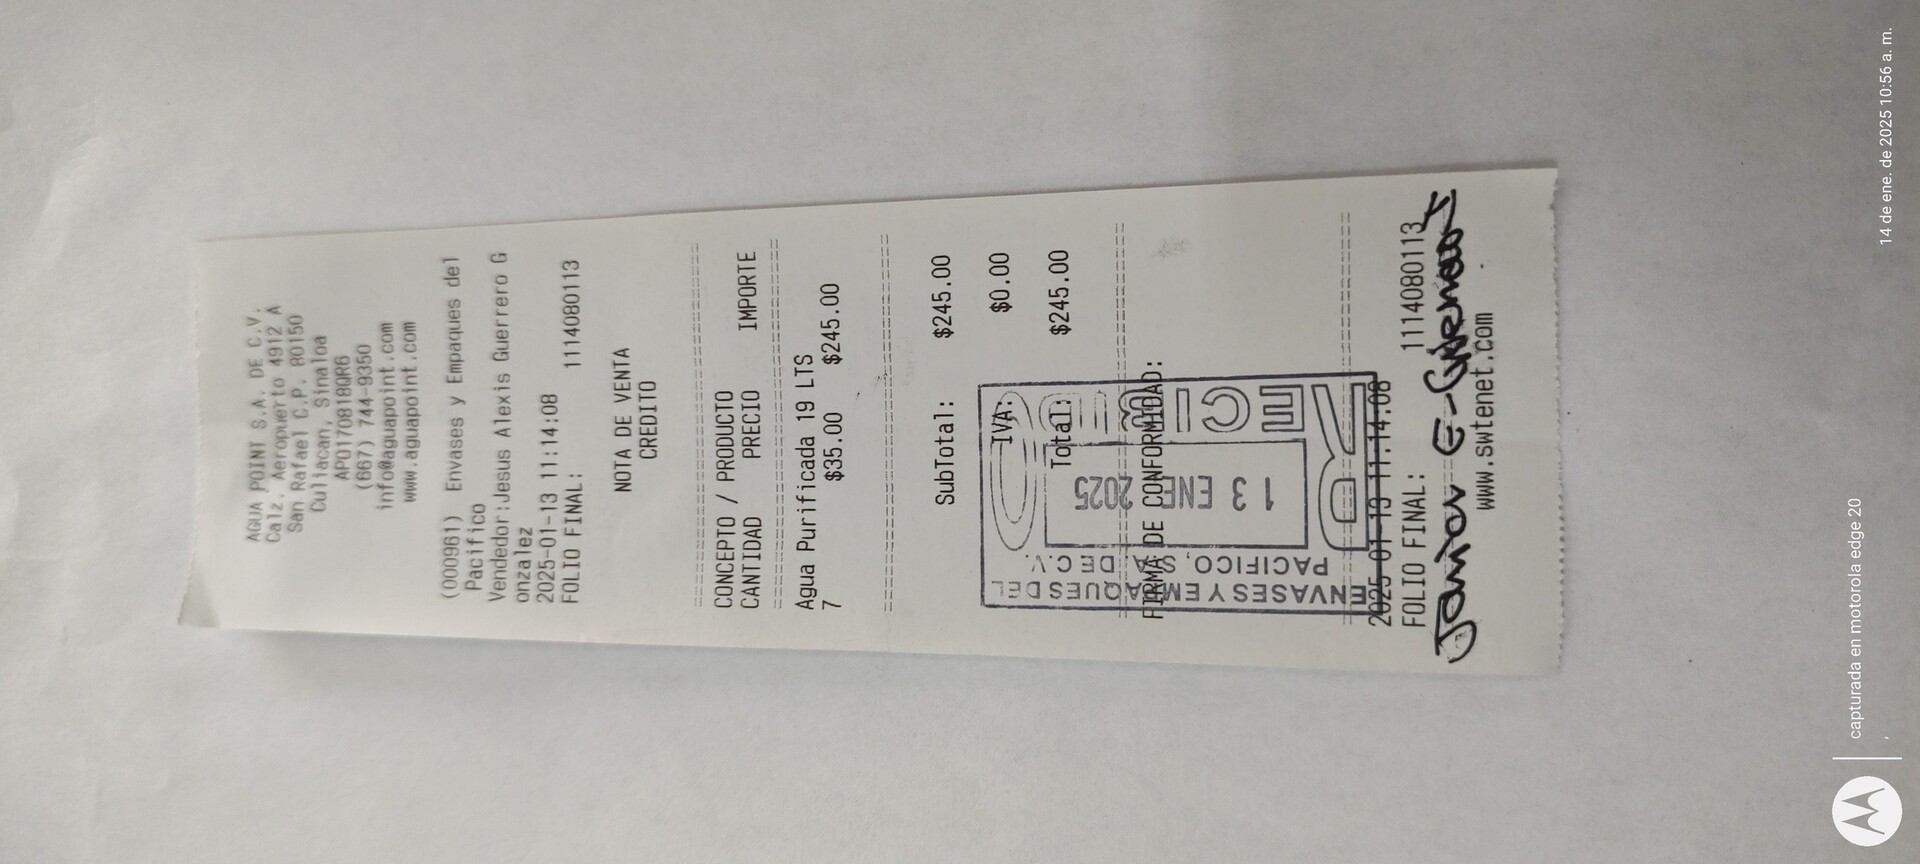 AGUA POINT S.A. DE C.V.
Calz. Aeropuerto 4912 A
San Rafael C.P. 80150
Culiacan, Sinaloa
APO170818QR6
(667) 744-9350
info@aguapoint.com
www.aguapoint.com
(000961) Envases y Empaques del
Pacifico
Vendedor:Jesus Alexis Guerrero G
onzalez
2025-01-13 11:14:08
FOLIO FINAL: 1114080113
NOTA DE VENTA
CREDITO
CONCEPTO / PRODUCTO
CANTIDAD PRECIO IMPORTE
Agua Purificada 19 LTS
7 $35.00 $245.00
SubTotal: $245.00
IVA: $0.00
Total: $245.00
FIRMA DE CONFORMIDAD:
ENVASES Y EMPAQUES DEL
PACIFICO, S.A. DE C.V.
13 ENE 2025
RECIBIDO
2025-01-13 11:14:08
FOLIO FINAL: 1114080113
www.swtenet.com
14 de ene. de 2025 10:56 a. m.
capturada en motorola edge 20